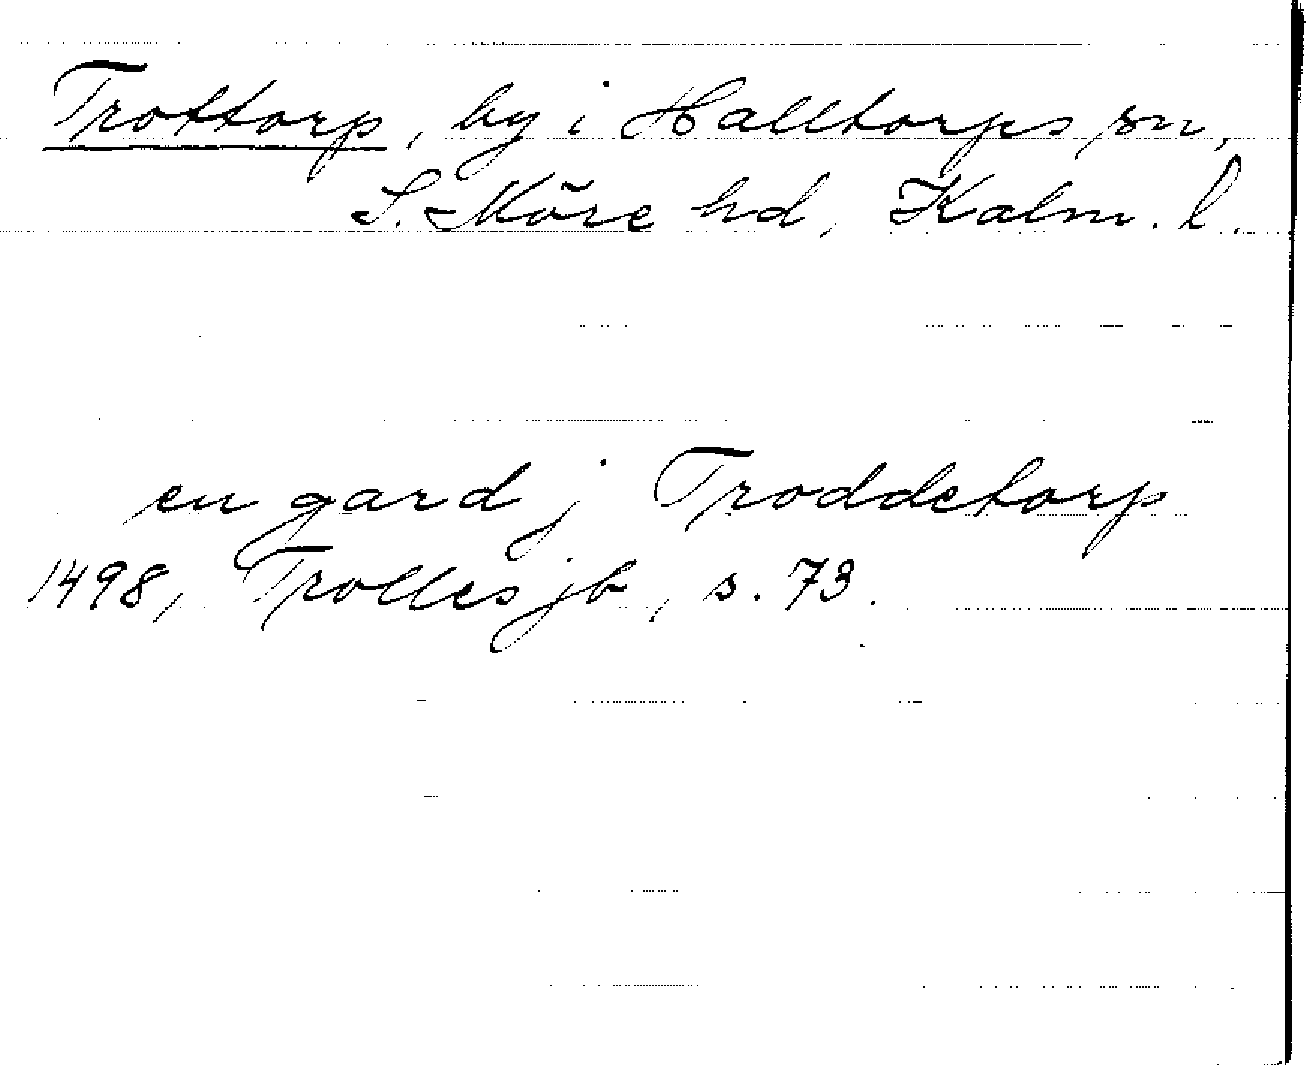 Trottorp, by i Halltorps sn,
S. Möre hd, Kalm. l.
en gard j Troddetorp
1498, Trolles jb, s. 73.